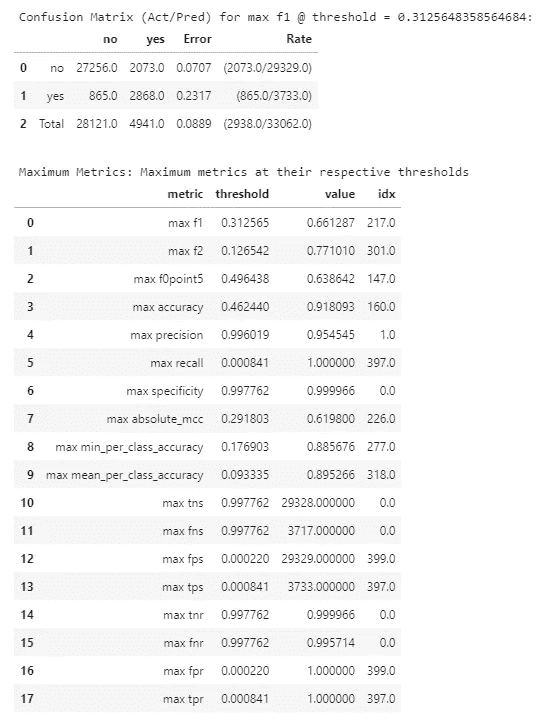 Confusion Matrix (Act/Pred) for max f1 @ threshold = 0.3125648358564684:
no yes Error Rate
0 no 27256.0 2073.0 0.0707 (2073.0/29329.0)
1 yes 865.0 2868.0 0.2317 (865.0/3733.0)
2 Total 28121.0 4941.0 0.0889 (2938.0/33062.0)
Maximum Metrics: Maximum metrics at their respective thresholds
metric threshold value idx
0 max f1 0.312565 0.661287 217.0
1 max f2 0.126542 0.771010 301.0
2 max f0point5 0.496438 0.638642 147.0
3 max accuracy 0.462440 0.918093 160.0
4 max precision 0.996019 0.954545 1.0
5 max recall 0.000841 1.000000 397.0
6 max specificity 0.997762 0.999966 0.0
7 max absolute_mcc 0.291803 0.619800 226.0
8 max min_per_class_accuracy 0.176903 0.885676 277.0
9 max mean_per_class_accuracy 0.093335 0.895266 318.0
10 max tns 0.997762 29328.000000 0.0
11 max fns 0.997762 3717.000000 0.0
12 max fps 0.000220 29329.000000 399.0
13 max tps 0.000841 3733.000000 397.0
14 max tnr 0.997762 0.999966 0.0
15 max fnr 0.997762 0.995714 0.0
16 max fpr 0.000220 1.000000 399.0
17 max tpr 0.000841 1.000000 397.0